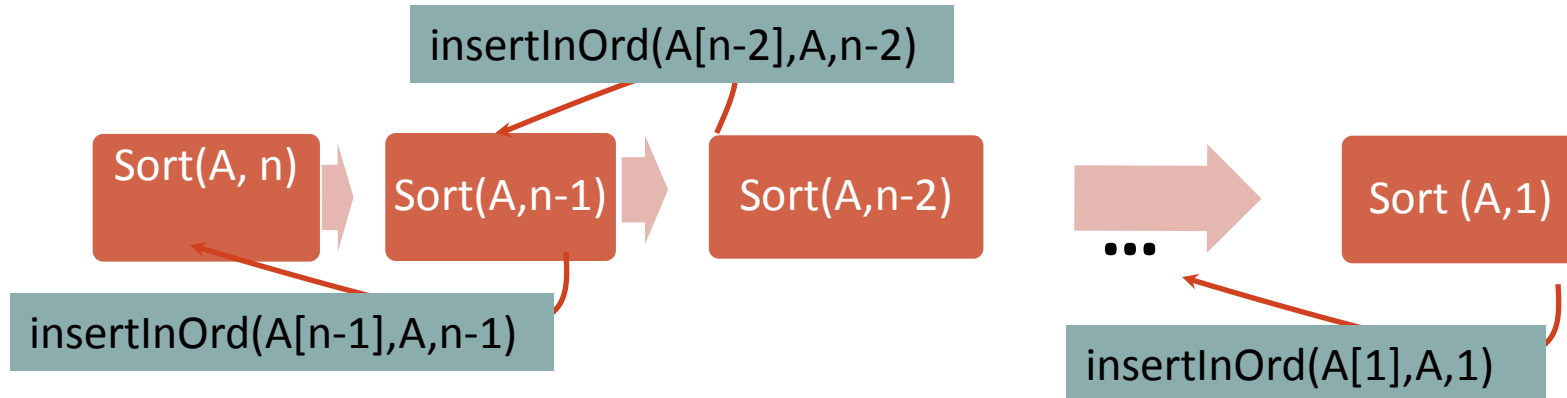 insertInOrd(A[n-2],A,n-2)
Sort(A, n)
Sort(A,n-1)
Sort(A,n-2)
...
Sort (A,1)
insertInOrd(A[n-1],A,n-1)
insertInOrd(A[1],A,1)